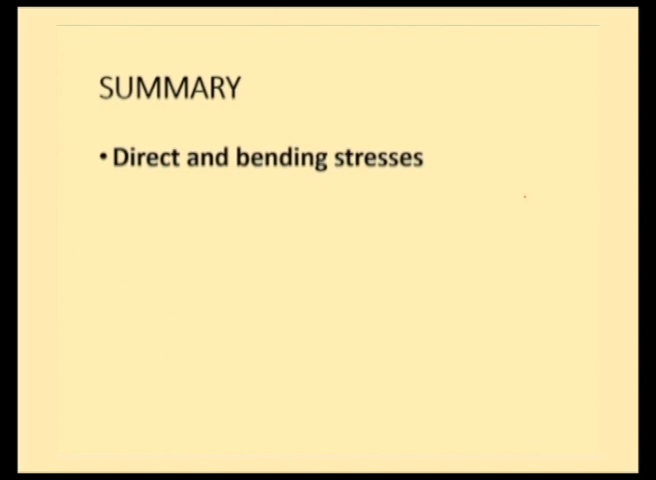 SUMMARY
• Direct and bending stresses